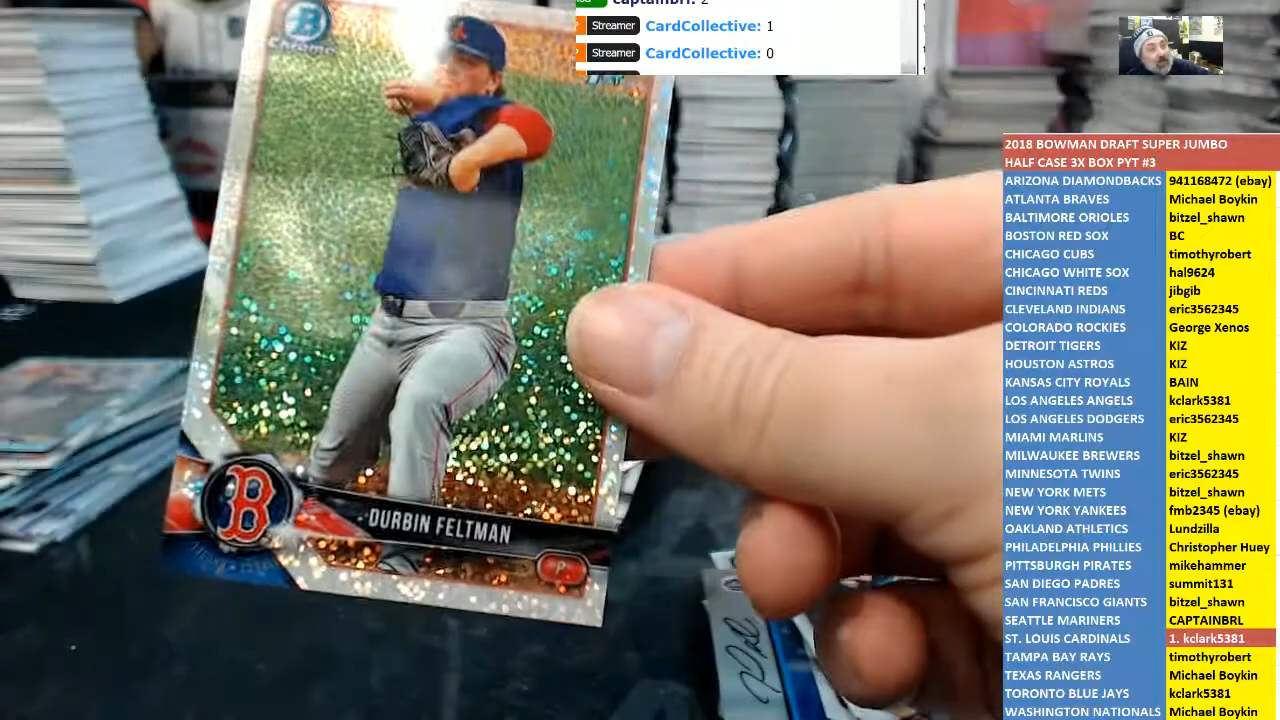 Streamer CardCollective: 1
Streamer CardCollective: 0
Chrome
B
DURBIN FELTMAN
P
2018 BOWMAN DRAFT SUPER JUMBO
HALF CASE 3X BOX PYT #3
ARIZONA DIAMONDBACKS 941168472 (ebay)
ATLANTA BRAVES Michael Boykin
BALTIMORE ORIOLES bitzel_shawn
BOSTON RED SOX BC
CHICAGO CUBS timothyrobert
CHICAGO WHITE SOX hal9624
CINCINNATI REDS jibgib
CLEVELAND INDIANS eric3562345
COLORADO ROCKIES George Xenos
DETROIT TIGERS KIZ
HOUSTON ASTROS KIZ
KANSAS CITY ROYALS BAIN
LOS ANGELES ANGELS kclark5381
LOS ANGELES DODGERS eric3562345
MIAMI MARLINS KIZ
MILWAUKEE BREWERS bitzel_shawn
MINNESOTA TWINS eric3562345
NEW YORK METS bitzel_shawn
NEW YORK YANKEES fmb2345 (ebay)
OAKLAND ATHLETICS Lundzilla
PHILADELPHIA PHILLIES Christopher Huey
PITTSBURGH PIRATES mikehammer
SAN DIEGO PADRES summit131
SAN FRANCISCO GIANTS bitzel_shawn
SEATTLE MARINERS CAPTAINBRL
ST. LOUIS CARDINALS 1. kclark5381
TAMPA BAY RAYS timothyrobert
TEXAS RANGERS Michael Boykin
TORONTO BLUE JAYS kclark5381
WASHINGTON NATIONALS Michael Boykin